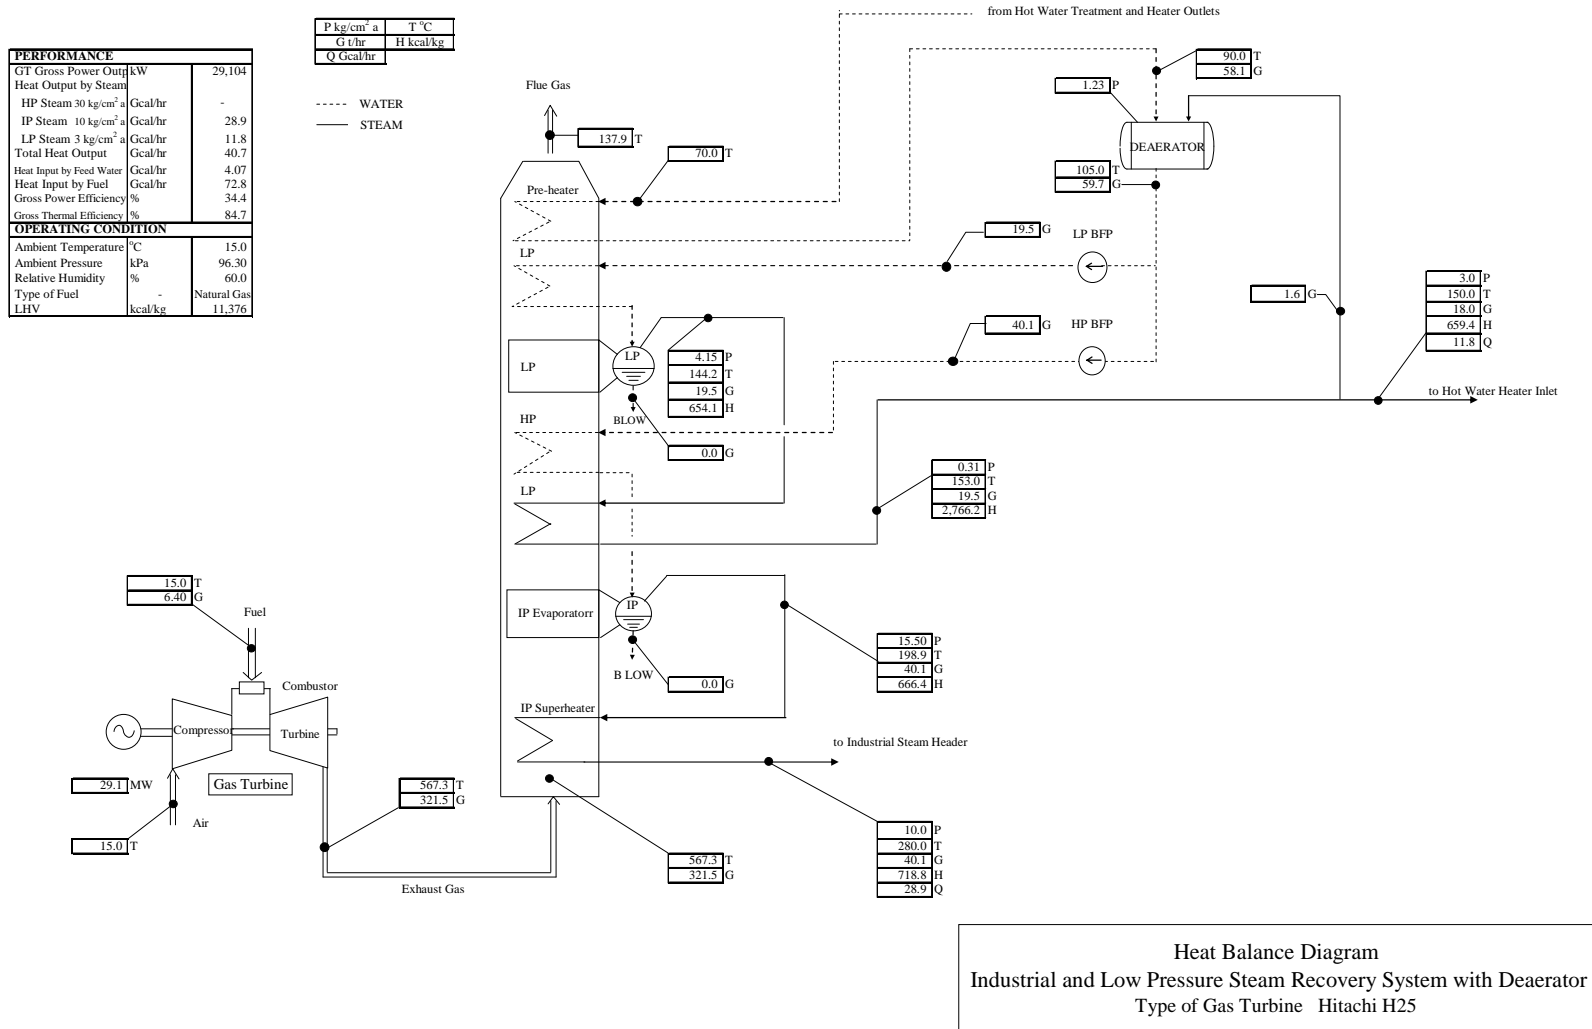 from Hot Water Treatment and Heater Outlets
P kg/cm² a T °C
G t/hr H kcal/kg
Q Gcal/hr
WATER
STEAM
PERFORMANCE
GT Gross Power Outp kW 29,104
Heat Output by Steam
HP Steam 30 kg/cm² a Gcal/hr -
IP Steam 10 kg/cm² a Gcal/hr 28.9
LP Steam 3 kg/cm² a Gcal/hr 11.8
Total Heat Output Gcal/hr 40.7
Heat Input by Feed Water Gcal/hr 4.07
Heat Input by Fuel Gcal/hr 72.8
Gross Power Efficiency % 34.4
Gross Thermal Efficiency % 84.7
OPERATING CONDITION
Ambient Temperature °C 15.0
Ambient Pressure kPa 96.30
Relative Humidity % 60.0
Type of Fuel - Natural Gas
LHV kcal/kg 11,376
Flue Gas
137.9 T
70.0 T
90.0 T
58.1 G
1.23 P
DEAERATOR
105.0 T
59.7 G
Pre-heater
19.5 G
LP BFP
LP
1.6 G
3.0 P
150.0 T
18.0 G
659.4 H
11.8 Q
40.1 G
HP BFP
LP
LP
4.15 P
144.2 T
19.5 G
654.1 H
to Hot Water Heater Inlet
BLOW
HP
0.0 G
0.31 P
153.0 T
19.5 G
2,766.2 H
LP
15.0 T
6.40 G
Fuel
IP Evaporatorr
IP
15.50 P
198.9 T
40.1 G
666.4 H
B LOW
0.0 G
Combustor
IP Superheater
Compressor
Turbine
to Industrial Steam Header
29.1 MW
Gas Turbine
567.3 T
321.5 G
Air
15.0 T
10.0 P
280.0 T
40.1 G
718.8 H
28.9 Q
567.3 T
321.5 G
Exhaust Gas
Heat Balance Diagram
Industrial and Low Pressure Steam Recovery System with Deaerator
Type of Gas Turbine Hitachi H25